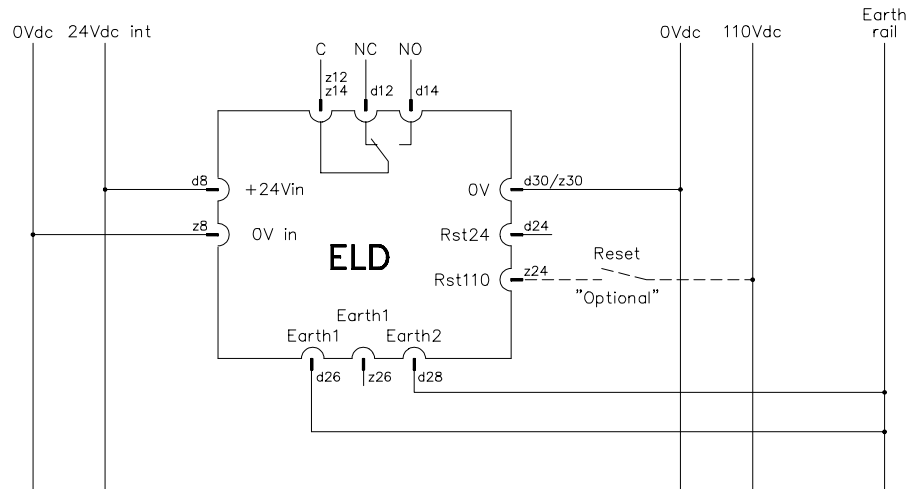 0Vdc 24Vdc int
0Vdc 110Vdc
Earth
rail
C NC NO
z12
z14
d12
d14
d8
+24Vin
z8
0V in
ELD
0V
d30/z30
Rst24
d24
Rst110
z24
Reset
"Optional"
Earth1
Earth1
Earth2
d26
z26
d28